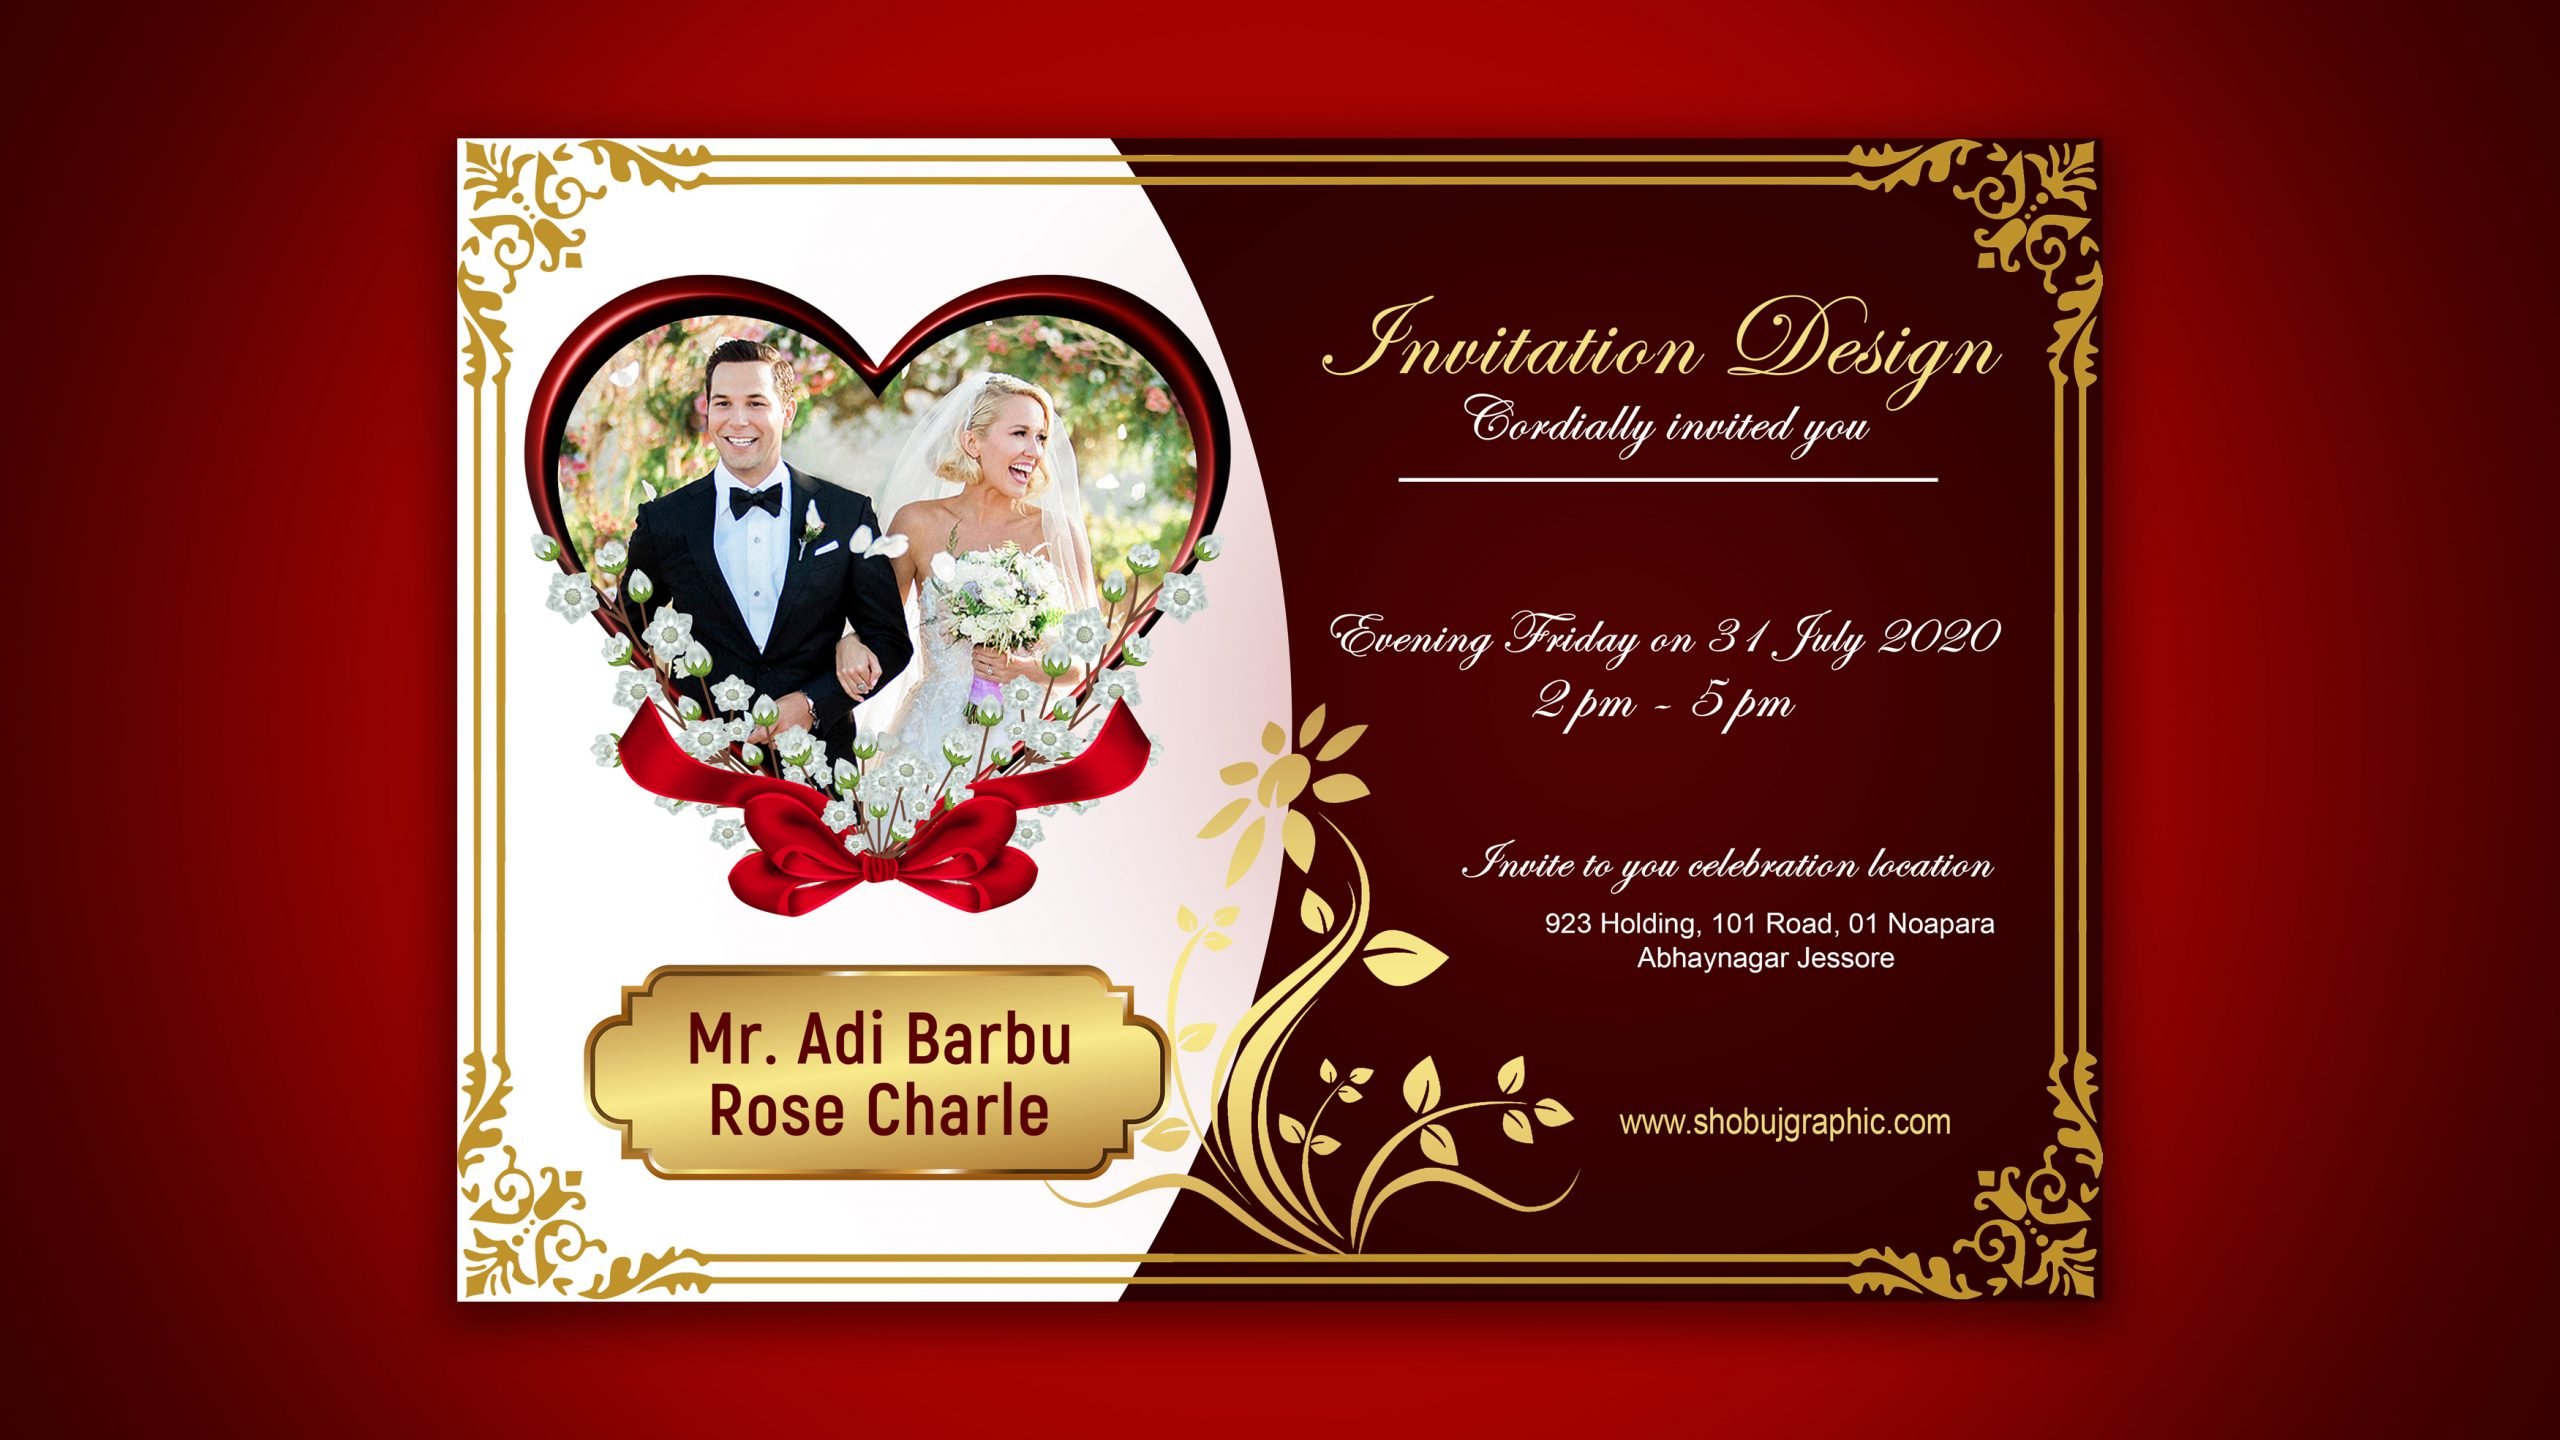 Invitation Design
Cordially invited you
Evening Friday on 31 July 2020
2 pm - 5 pm
Invite to you celebration location
923 Holding, 101 Road, 01 Noapara
Abhaynagar Jessore
www.shobujgraphic.com
Mr. Adi Barbu
Rose Charle